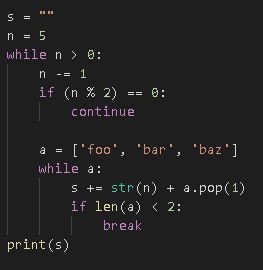 s = ""
n = 5
while n > 0:
    n -= 1
    if (n % 2) == 0:
        continue

    a = ['foo', 'bar', 'baz']
    while a:
        s += str(n) + a.pop(1)
        if len(a) < 2:
            break
print(s)